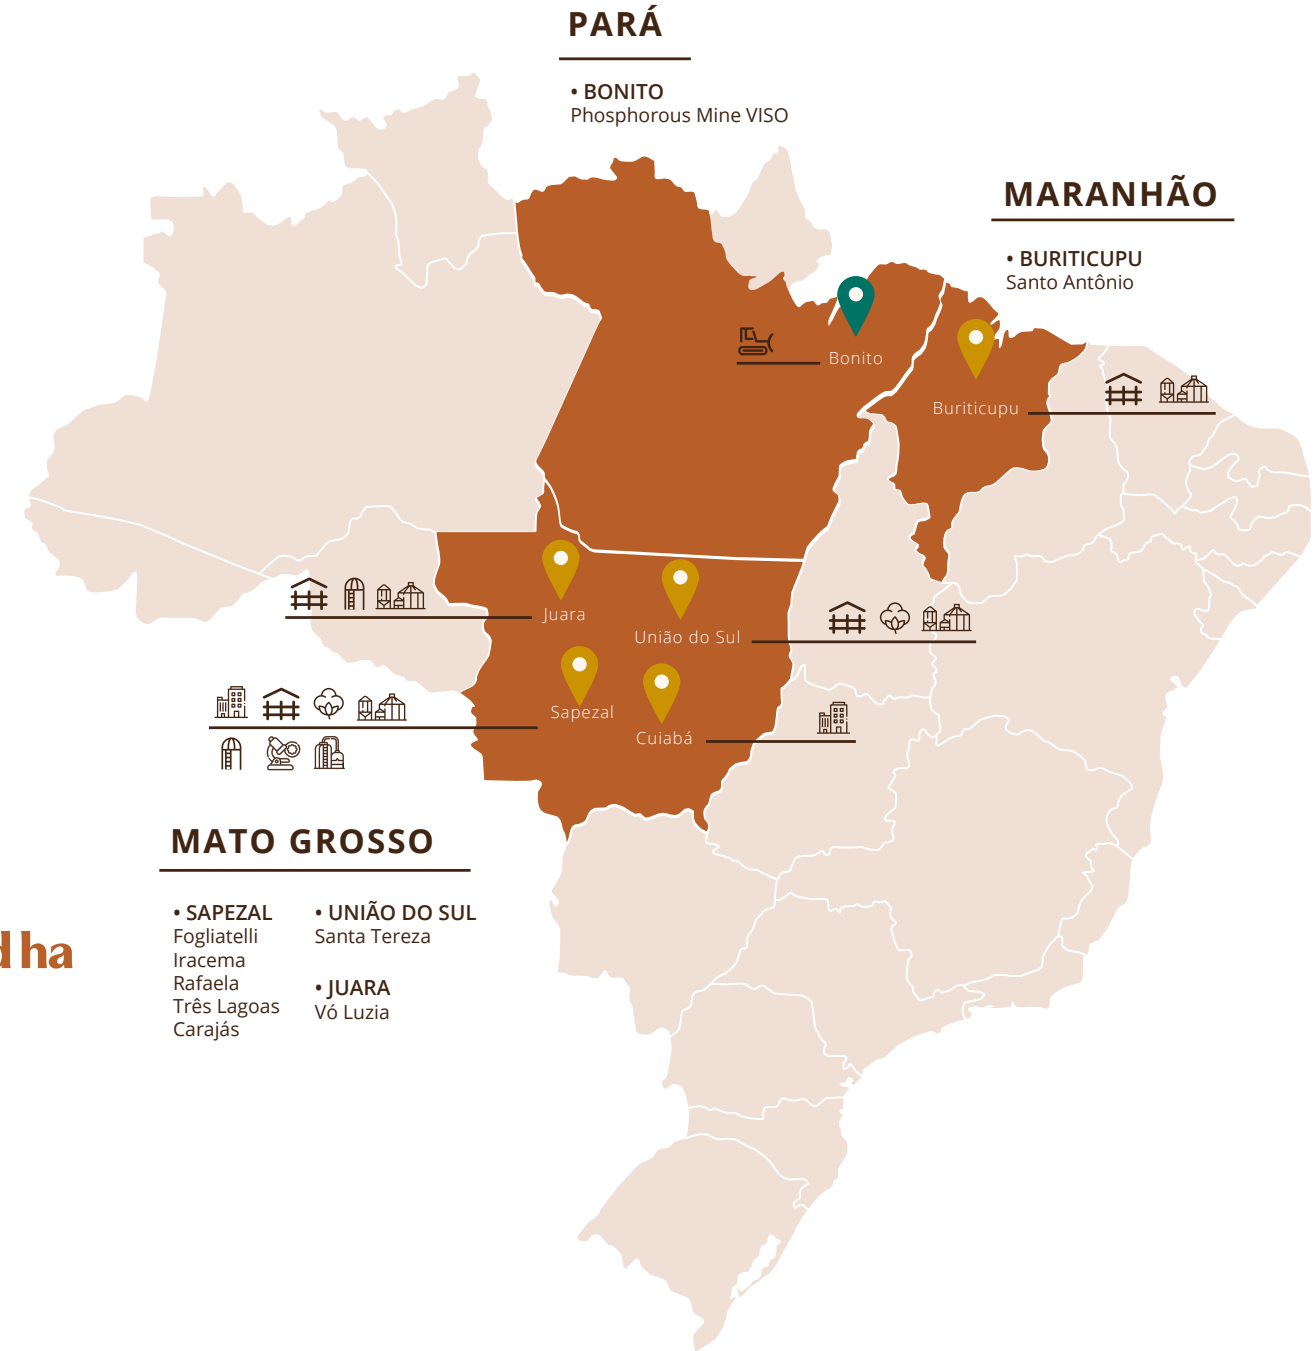 PARÁ
• BONITO
Phosphorous Mine VISO
MARANHÃO
• BURITICUPU
Santo Antônio
Bonito
Buriticupu
Juara
União do Sul
Sapezal
Cuiabá
MATO GROSSO
• SAPEZAL
Fogliatelli
Iracema
Rafaela
Três Lagoas
Carajás
• UNIÃO DO SUL
Santa Tereza
• JUARA
Vó Luzia
ha